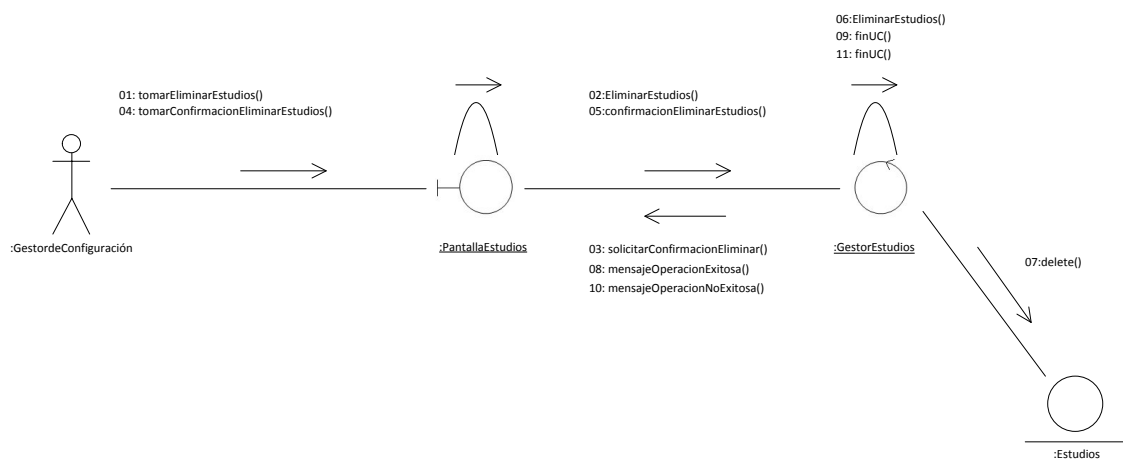 06:EliminarEstudios()
09: finUC()
11: finUC()
01: tomarEliminarEstudios()
04: tomarConfirmacionEliminarEstudios()
02:EliminarEstudios()
05:confirmacionEliminarEstudios()
:GestordeConfiguración
:PantallaEstudios
03: solicitarConfirmacionEliminar()
08: mensajeOperacionExitosa()
10: mensajeOperacionNoExitosa()
:GestorEstudios
07:delete()
:Estudios